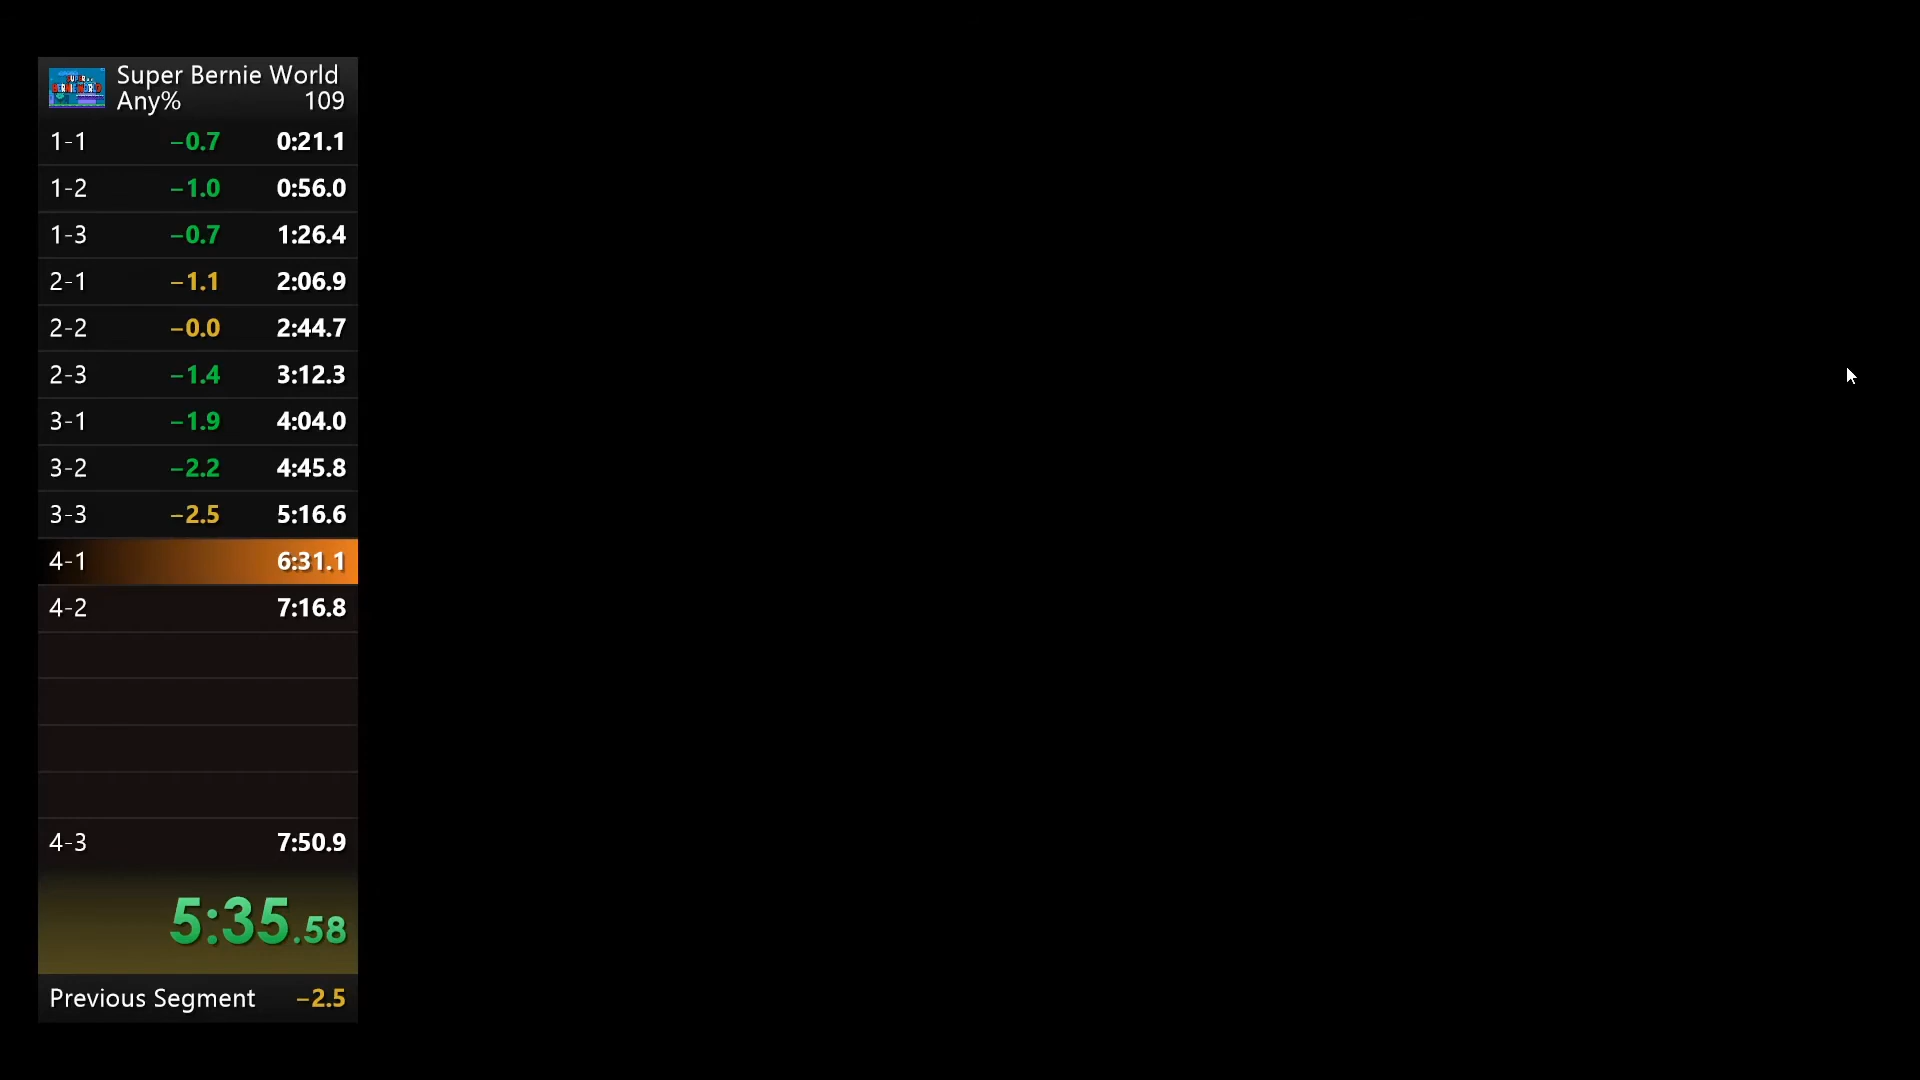 SUPER
BERNIE WORLD
Super Bernie World
Any% 109
1-1 −0.7 0:21.1
1-2 −1.0 0:56.0
1-3 −0.7 1:26.4
2-1 −1.1 2:06.9
2-2 −0.0 2:44.7
2-3 −1.4 3:12.3
3-1 −1.9 4:04.0
3-2 −2.2 4:45.8
3-3 −2.5 5:16.6
4-1 6:31.1
4-2 7:16.8
4-3 7:50.9
5:35.58
Previous Segment −2.5